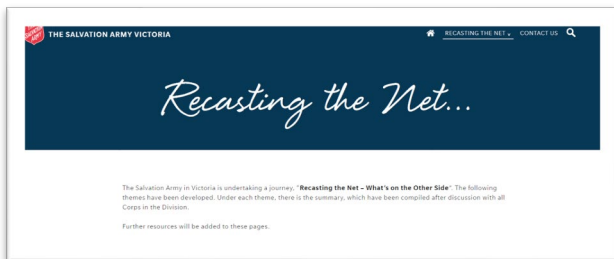 THE SALVATION ARMY VICTORIA
RECASTING THE NET
CONTACT US
Recasting the Net...
The Salvation Army in Victoria is undertaking a journey, "Recasting the Net – What's on the Other Side". The following
themes have been developed. Under each theme, there is the summary, which have been compiled after discussion with all
Corps in the Division.
Further resources will be added to these pages.